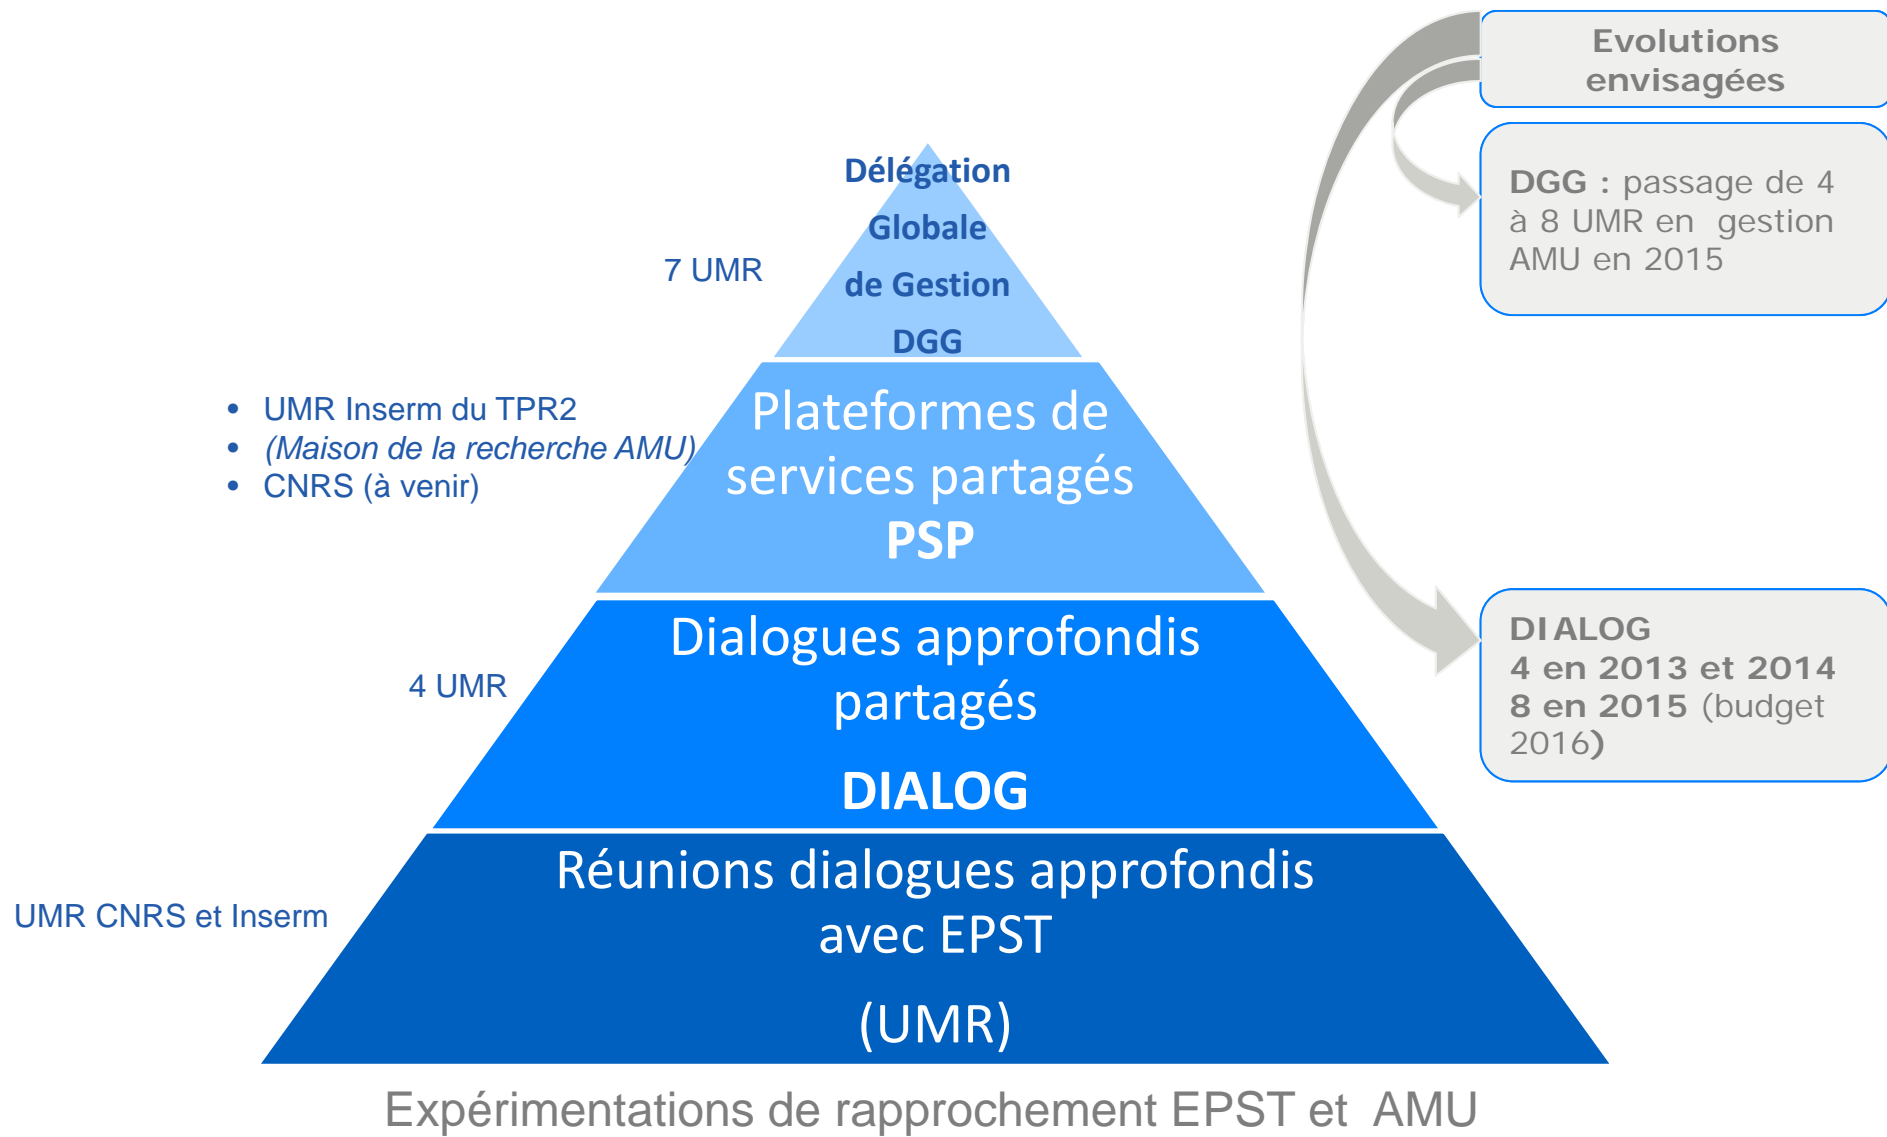 Evolutions
envisagées
DGG : passage de 4
à 8 UMR en gestion
AMU en 2015
Délégation
Globale
de Gestion
DGG
7 UMR
• UMR Inserm du TPR2
• (Maison de la recherche AMU)
• CNRS (à venir)
Plateformes de
services partagés
PSP
Dialogues approfondis
partagés
DIALOG
4 UMR
DIALOG
4 en 2013 et 2014
8 en 2015 (budget
2016)
Réunions dialogues approfondis
avec EPST
(UMR)
UMR CNRS et Inserm
Expérimentations de rapprochement EPST et AMU